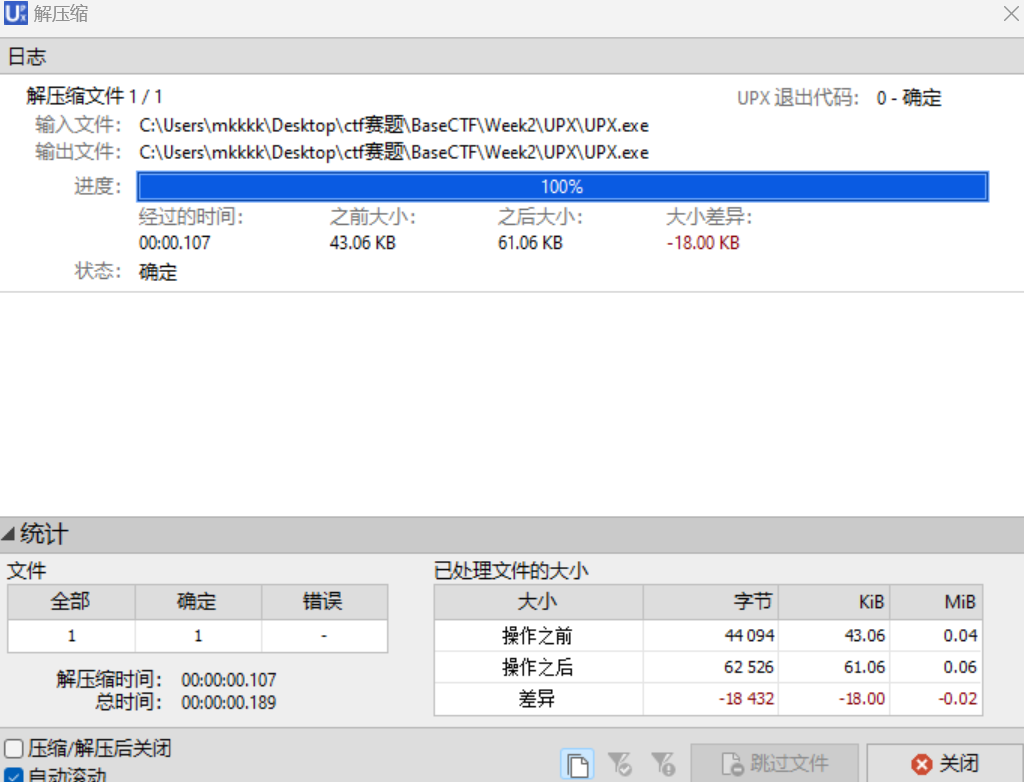 解压缩
日志
解压缩文件 1 / 1 UPX 退出代码: 0 - 确定
输入文件: C:\Users\mkkkk\Desktop\ctf赛题\BaseCTF\Week2\UPX\UPX.exe
输出文件: C:\Users\mkkkk\Desktop\ctf赛题\BaseCTF\Week2\UPX\UPX.exe
进度: 100%
经过的时间: 之前大小: 之后大小: 大小差异:
00:00.107 43.06 KB 61.06 KB -18.00 KB
状态: 确定
统计
文件 已处理文件的大小
全部 确定 错误 大小 字节 KiB MiB
1 1 - 操作之前 44 094 43.06 0.04
操作之后 62 526 61.06 0.06
解压缩时间: 00:00:00.107 差异 -18 432 -18.00 -0.02
总时间: 00:00:00.189
压缩/解压后关闭
自动滚动 跳过文件 关闭